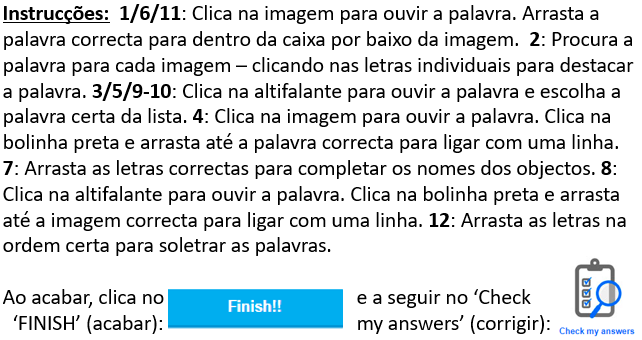 Instrucções: 1/6/11: Clica na imagem para ouvir a palavra. Arrasta a
palavra correcta para dentro da caixa por baixo da imagem. 2: Procura a
palavra para cada imagem – clicando nas letras individuais para destacar
a palavra. 3/5/9-10: Clica na altifalante para ouvir a palavra e escolha a
palavra certa da lista. 4: Clica na imagem para ouvir a palavra. Clica na
bolinha preta e arrasta até a palavra correcta para ligar com uma linha.
7: Arrasta as letras correctas para completar os nomes dos objectos. 8:
Clica na altifalante para ouvir a palavra. Clica na bolinha preta e arrasta
até a imagem correcta para ligar com uma linha. 12: Arrasta as letras na
ordem certa para soletrar as palavras.
Ao acabar, clica no
‘FINISH’ (acabar):
Finish!!
e a seguir no ‘Check
my answers’ (corrigir):
Check my answers